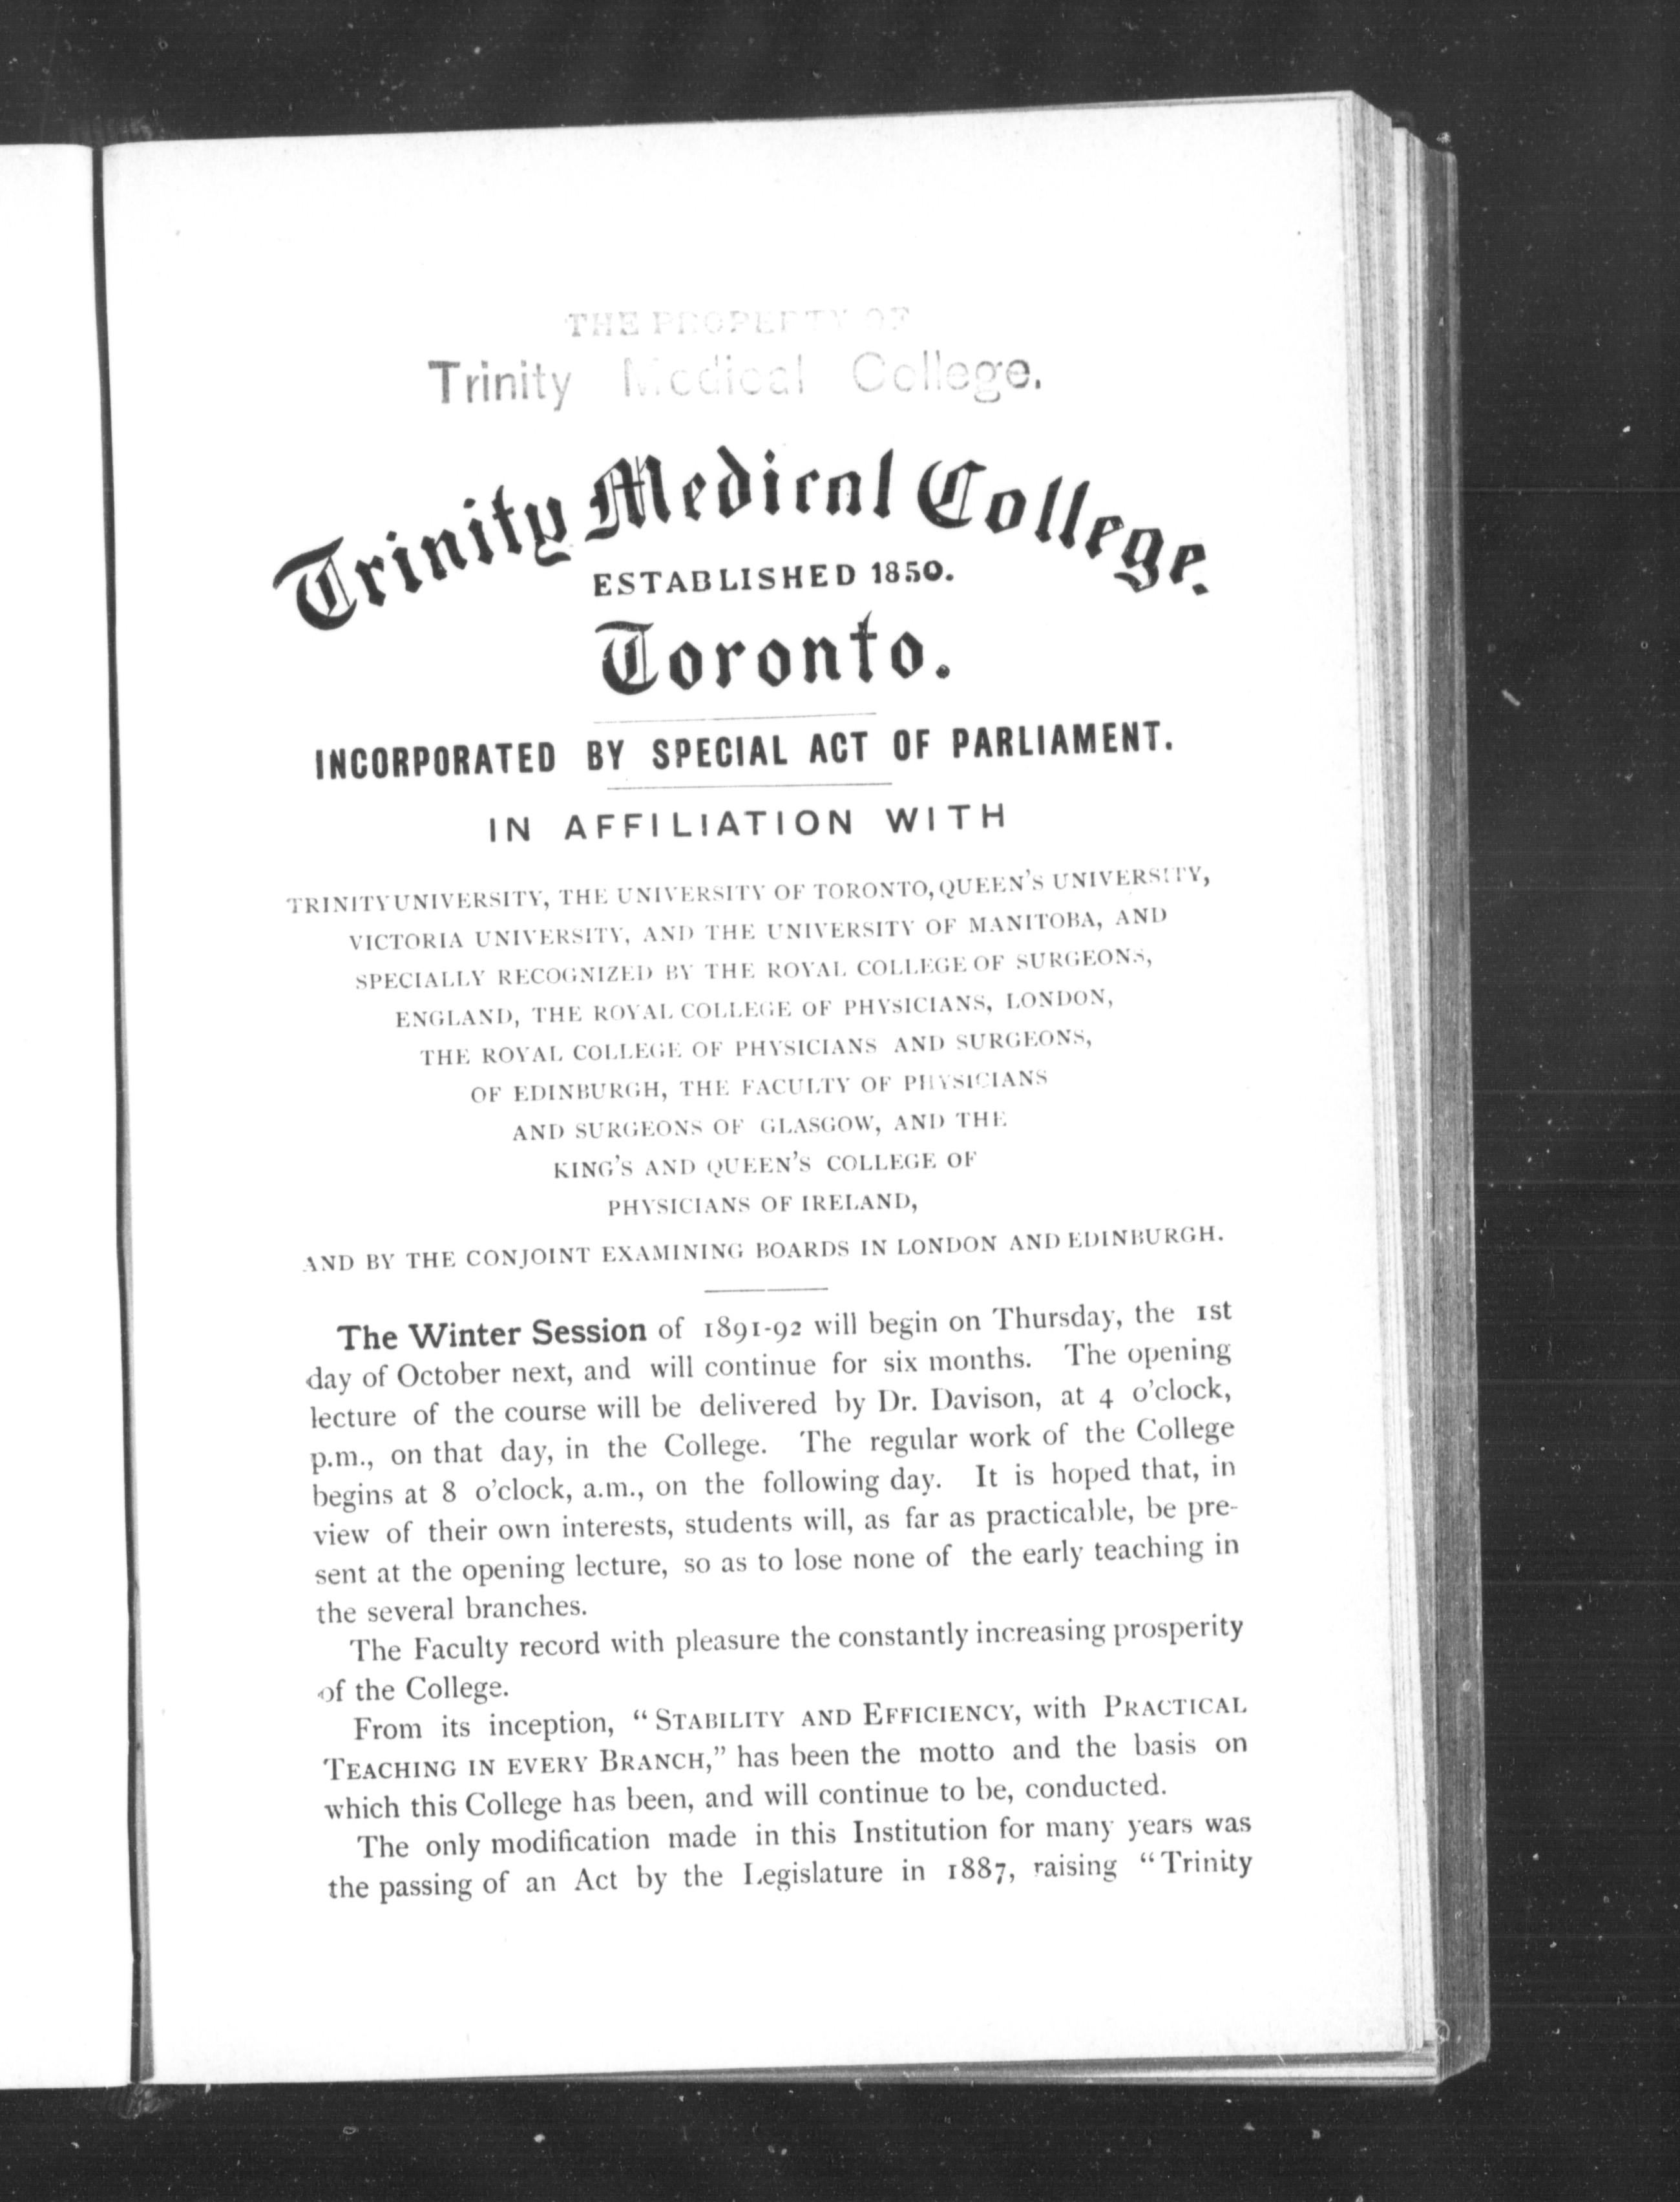 THE PROPERTY OF
Trinity Medical College.
Trinity Medical College.
ESTABLISHED 1850.
Toronto.
INCORPORATED BY SPECIAL ACT OF PARLIAMENT.
IN AFFILIATION WITH
TRINITY UNIVERSITY, THE UNIVERSITY OF TORONTO, QUEEN'S UNIVERSITY,
VICTORIA UNIVERSITY, AND THE UNIVERSITY OF MANITOBA, AND
SPECIALLY RECOGNIZED BY THE ROYAL COLLEGE OF SURGEONS,
ENGLAND, THE ROYAL COLLEGE OF PHYSICIANS, LONDON,
THE ROYAL COLLEGE OF PHYSICIANS AND SURGEONS,
OF EDINBURGH, THE FACULTY OF PHYSICIANS
AND SURGEONS OF GLASGOW, AND THE
KING'S AND QUEEN'S COLLEGE OF
PHYSICIANS OF IRELAND,
AND BY THE CONJOINT EXAMINING BOARDS IN LONDON AND EDINBURGH.
The Winter Session of 1891-92 will begin on Thursday, the 1st
day of October next, and will continue for six months. The opening
lecture of the course will be delivered by Dr. Davison, at 4 o'clock,
p.m., on that day, in the College. The regular work of the College
begins at 8 o'clock, a.m., on the following day. It is hoped that, in
view of their own interests, students will, as far as practicable, be pre-
sent at the opening lecture, so as to lose none of the early teaching in
the several branches.
The Faculty record with pleasure the constantly increasing prosperity
of the College.
From its inception, "STABILITY AND EFFICIENCY, with PRACTICAL
TEACHING IN EVERY BRANCH," has been the motto and the basis on
which this College has been, and will continue to be, conducted.
The only modification made in this Institution for many years was
the passing of an Act by the Legislature in 1887, raising "Trinity